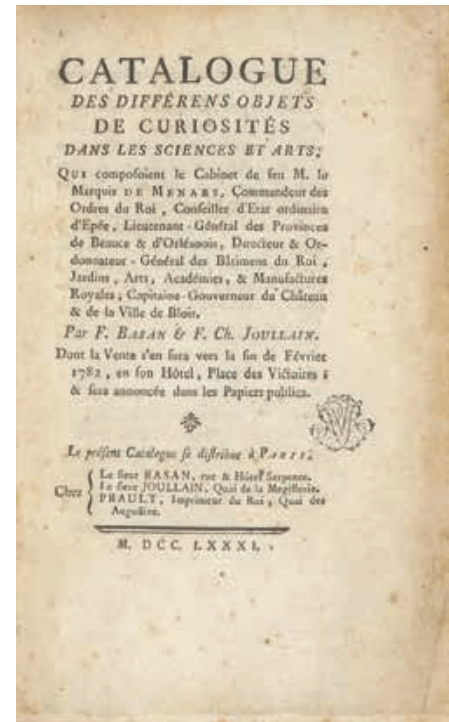 CATALOGUE
DES DIFFÉRENS OBJETS
DE CURIOSITÉS
DANS LES SCIENCES ET ARTS;
QUI composoient le Cabinet de feu M. le
Marquis DE MENARS, Commandeur des
Ordres du Roi, Conseiller d'Etat ordinaire
d'Epée, Lieutenant-Général des Provinces
de Beauce & d'Orléanois, Directeur & Or-
donnateur-Général des Bâtimens du Roi,
Jardins, Arts, Académies, & Manufactures
Royales; Capitaine-Gouverneur du Château
& de la Ville de Blois.
Par F. BASAN & F. Ch. JOULLAIN.
Dont la Vente s'en fera vers la fin de Février
1782, en son Hôtel, Place des Victoires;
& sera annoncée dans les Papiers publics.
Le présent Catalogue se distribue à PARIS,
Chez
Le sieur BASAN, rue & Hôtel Serpente.
Le sieur JOULLAIN, Quai de la Mégisserie.
PRAULT, Imprimeur du Roi, Quai des
Augustins.
M. DCC. LXXXI.